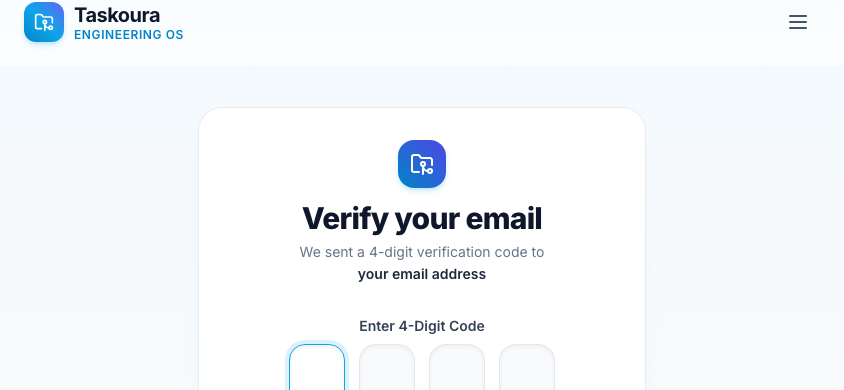 Taskoura
ENGINEERING OS
Verify your email
We sent a 4-digit verification code to
your email address
Enter 4-Digit Code